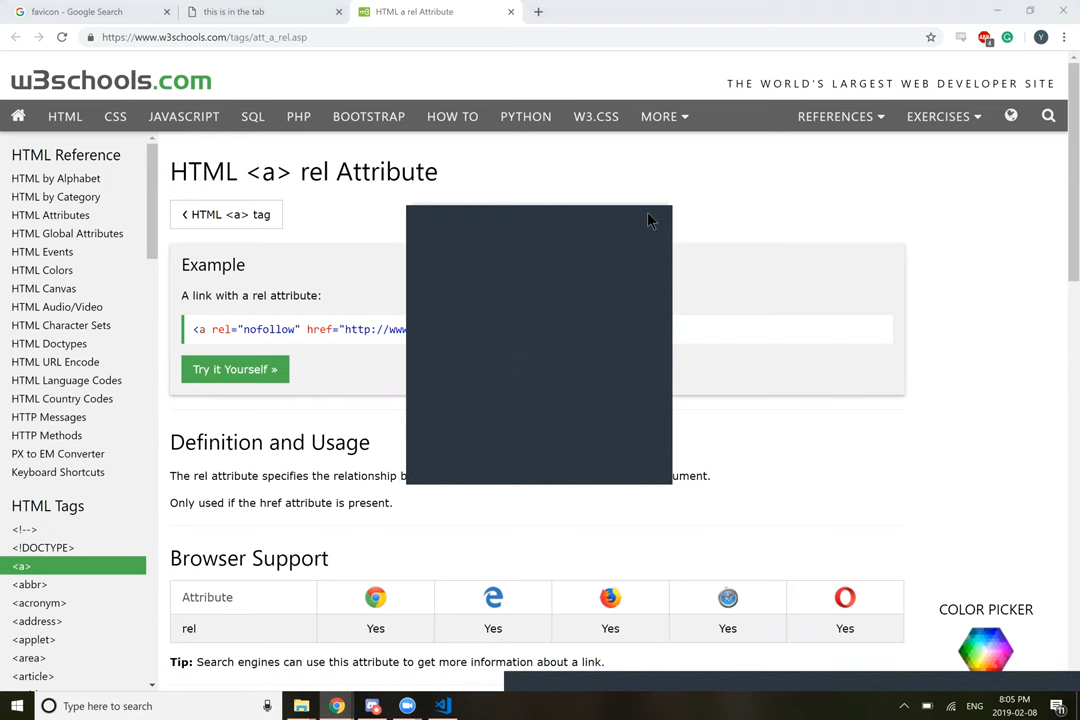 favicon - Google Search
this is in the tab
HTML a rel Attribute
https://www.w3schools.com/tags/att_a_rel.asp
4
Y
w3schools.com
THE WORLD'S LARGEST WEB DEVELOPER SITE
HTML CSS JAVASCRIPT SQL PHP BOOTSTRAP HOW TO PYTHON W3.CSS MORE REFERENCES EXERCISES
HTML Reference
HTML by Alphabet
HTML by Category
HTML Attributes
HTML Global Attributes
HTML Events
HTML Colors
HTML Canvas
HTML Audio/Video
HTML Character Sets
HTML Doctypes
HTML URL Encode
HTML Language Codes
HTML Country Codes
HTTP Messages
HTTP Methods
PX to EM Converter
Keyboard Shortcuts
HTML Tags
<!-->
<!DOCTYPE>
<a>
<abbr>
<acronym>
<address>
<applet>
<area>
<article>
HTML <a> rel Attribute
❮ HTML <a> tag
Example
A link with a rel attribute:
<a rel="nofollow" href="http://www
Try it Yourself »
Definition and Usage
The rel attribute specifies the relationship b
ument.
Only used if the href attribute is present.
Browser Support
Attribute
rel Yes Yes Yes Yes Yes
Tip: Search engines can use this attribute to get more information about a link.
COLOR PICKER
Type here to search
ENG
8:05 PM
2019-02-08
11